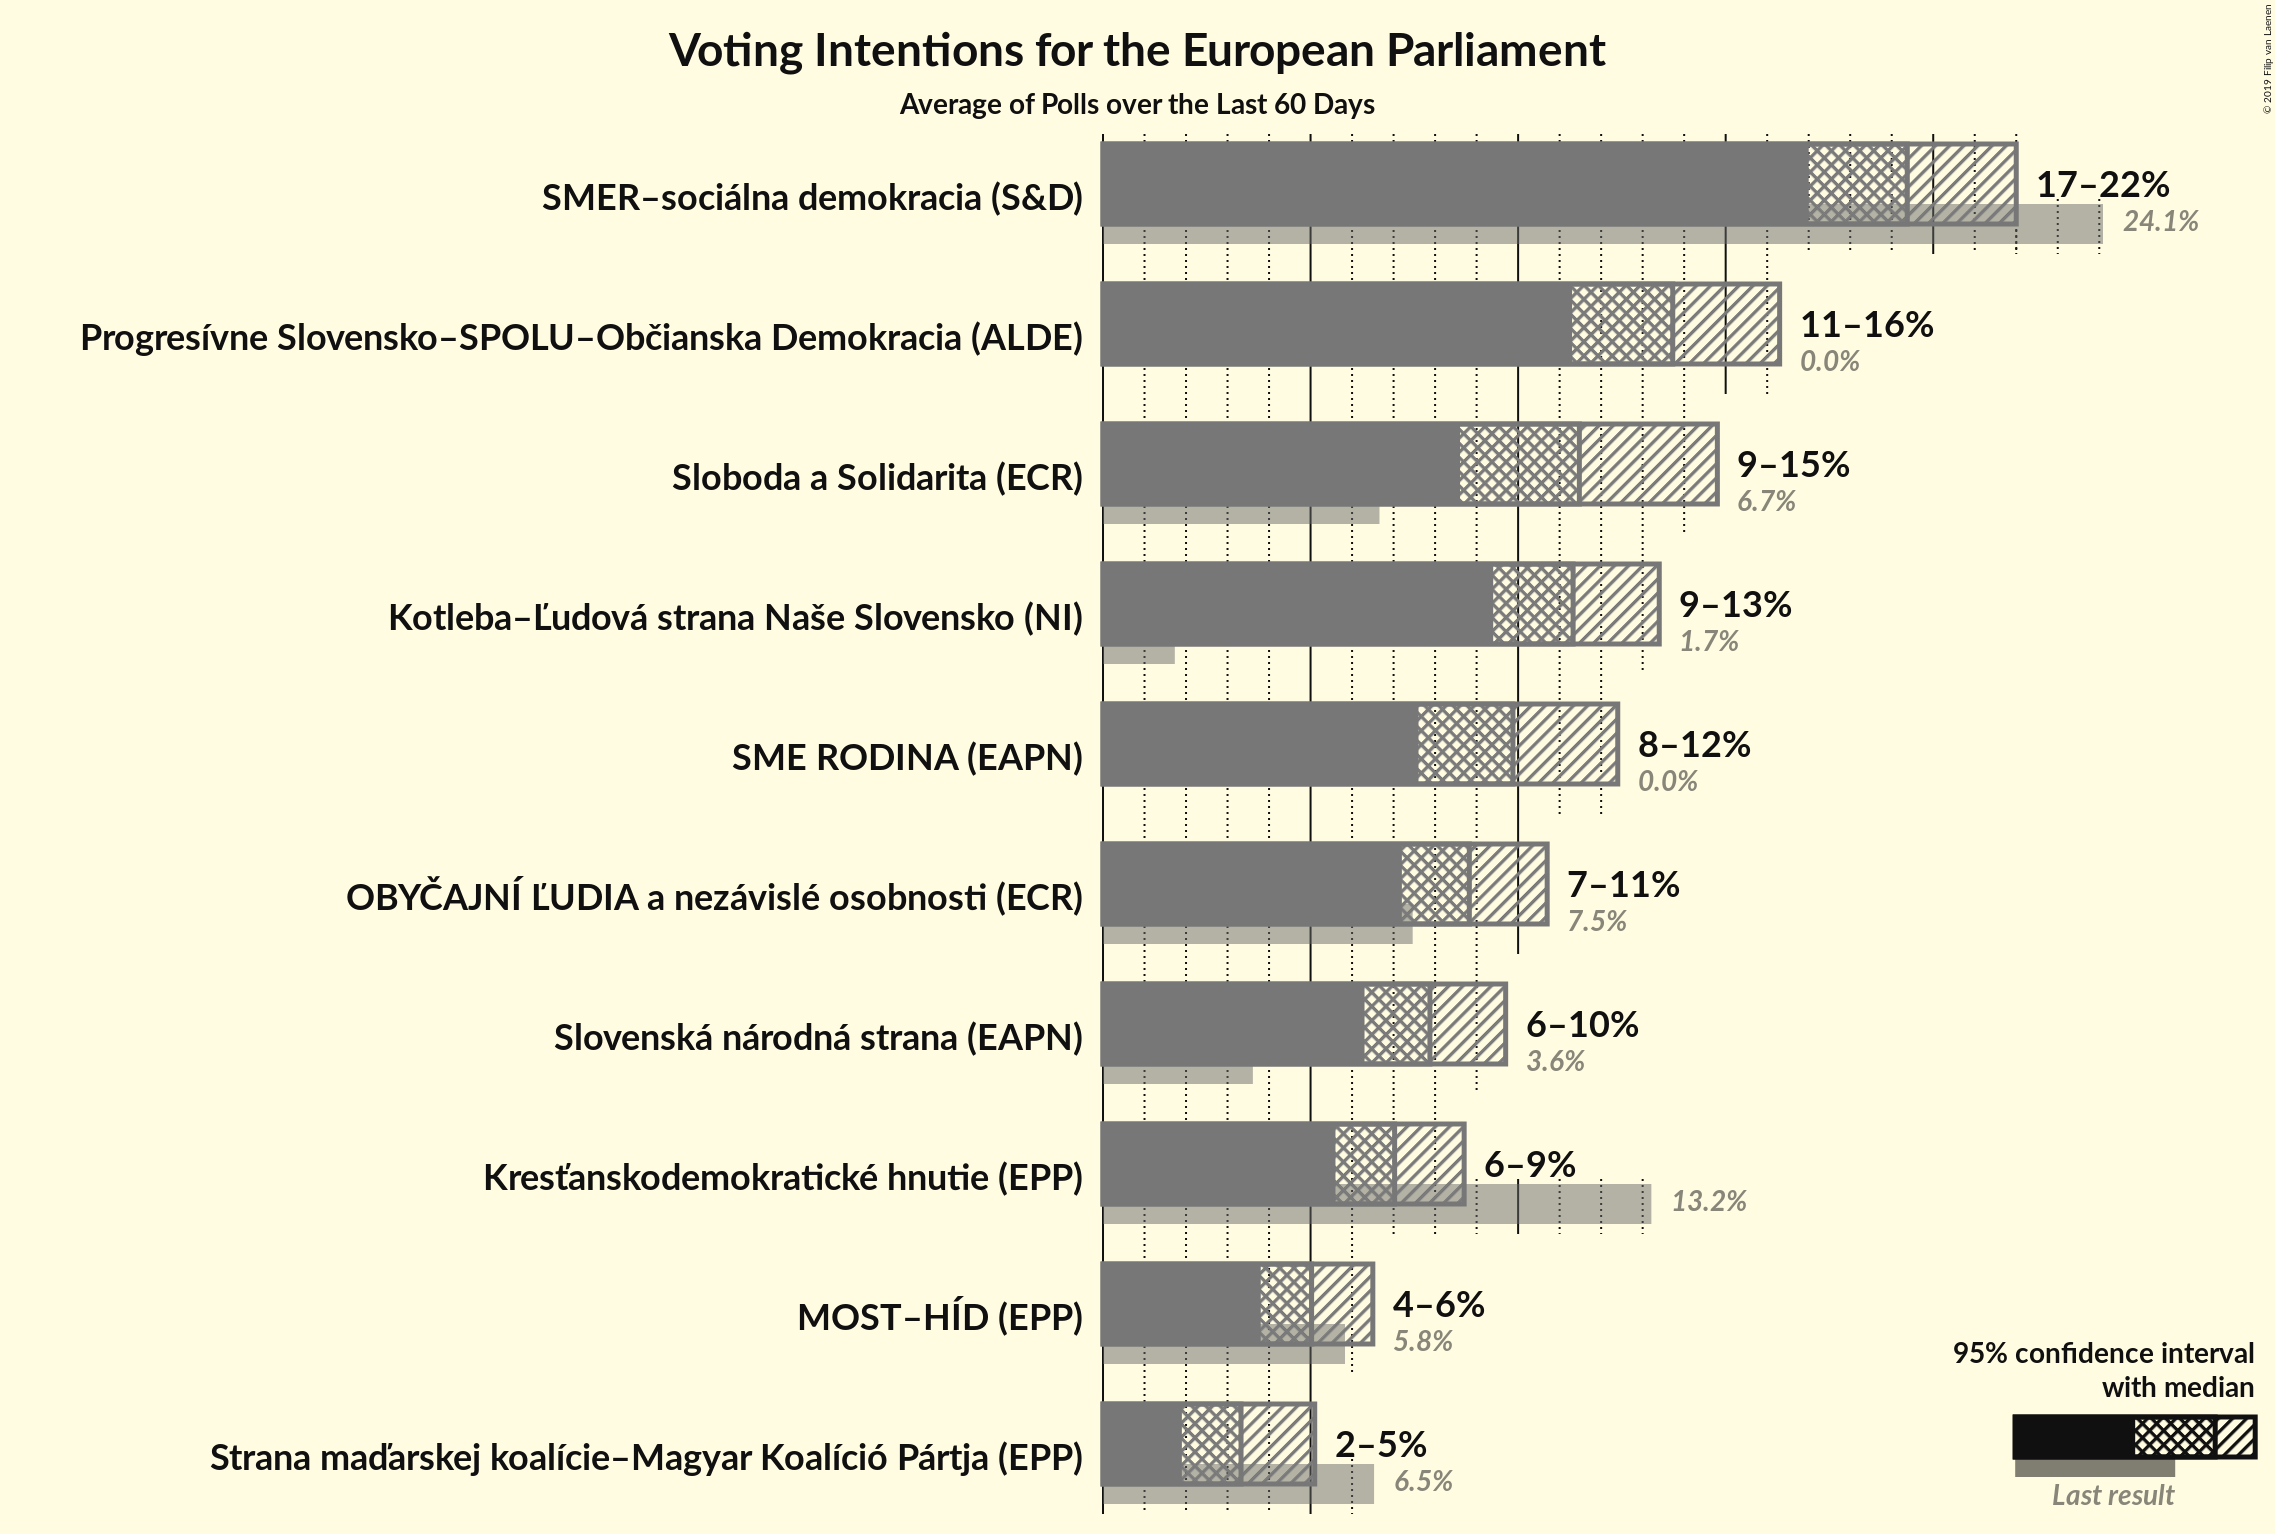 Voting Intentions for the European Parliament
Average of Polls over the Last 60 Days
© 2019 Filip van Laenen
SMER–sociálna demokracia (S&D)
17–22%
24.1%
Progresívne Slovensko–SPOLU–Občianska Demokracia (ALDE)
11–16%
0.0%
Sloboda a Solidarita (ECR)
9–15%
6.7%
Kotleba–Ľudová strana Naše Slovensko (NI)
9–13%
1.7%
SME RODINA (EAPN)
8–12%
0.0%
OBYČAJNÍ ĽUDIA a nezávislé osobnosti (ECR)
7–11%
7.5%
Slovenská národná strana (EAPN)
6–10%
3.6%
Kresťanskodemokratické hnutie (EPP)
6–9%
13.2%
MOST–HÍD (EPP)
4–6%
5.8%
Strana maďarskej koalície–Magyar Koalíció Pártja (EPP)
2–5%
6.5%
95% confidence interval
with median
Last result